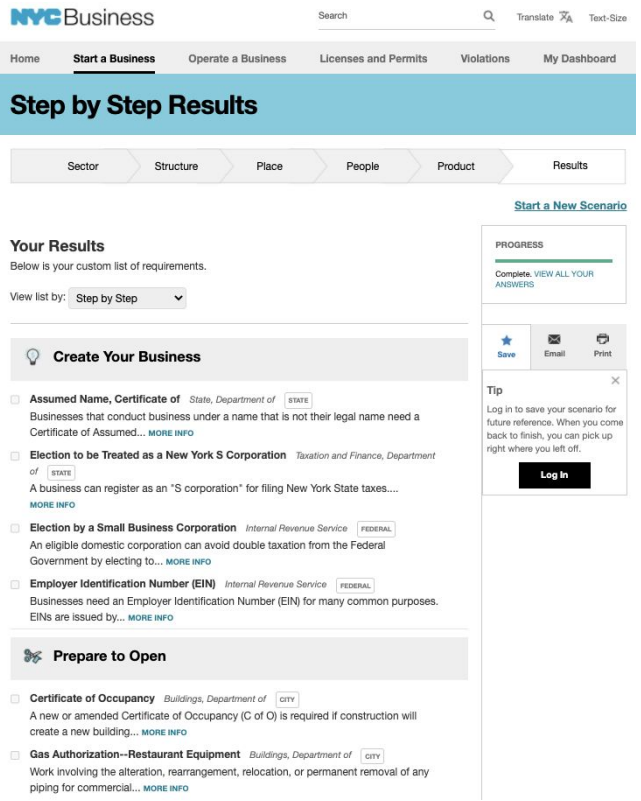 NYC Business
Search
Translate
Text-Size
Home
Start a Business
Operate a Business
Licenses and Permits
Violations
My Dashboard
Step by Step Results
Sector
Structure
Place
People
Product
Results
Start a New Scenario
Your Results
Below is your custom list of requirements.
View list by: Step by Step
Create Your Business
Assumed Name, Certificate of State, Department of STATE
Businesses that conduct business under a name that is not their legal name need a
Certificate of Assumed... MORE INFO
Election to be Treated as a New York S Corporation Taxation and Finance, Department
of STATE
A business can register as an "S corporation" for filing New York State taxes....
MORE INFO
Election by a Small Business Corporation Internal Revenue Service FEDERAL
An eligible domestic corporation can avoid double taxation from the Federal
Government by electing to... MORE INFO
Employer Identification Number (EIN) Internal Revenue Service FEDERAL
Businesses need an Employer Identification Number (EIN) for many common purposes.
EINs are issued by... MORE INFO
Prepare to Open
Certificate of Occupancy Buildings, Department of CITY
A new or amended Certificate of Occupancy (C of O) is required if construction will
create a new building... MORE INFO
Gas Authorization--Restaurant Equipment Buildings, Department of CITY
Work involving the alteration, rearrangement, relocation, or permanent removal of any
piping for commercial... MORE INFO
PROGRESS
Complete. VIEW ALL YOUR
ANSWERS
Save
Email
Print
Tip
Log in to save your scenario for
future reference. When you come
back to finish, you can pick up
right where you left off.
Log In